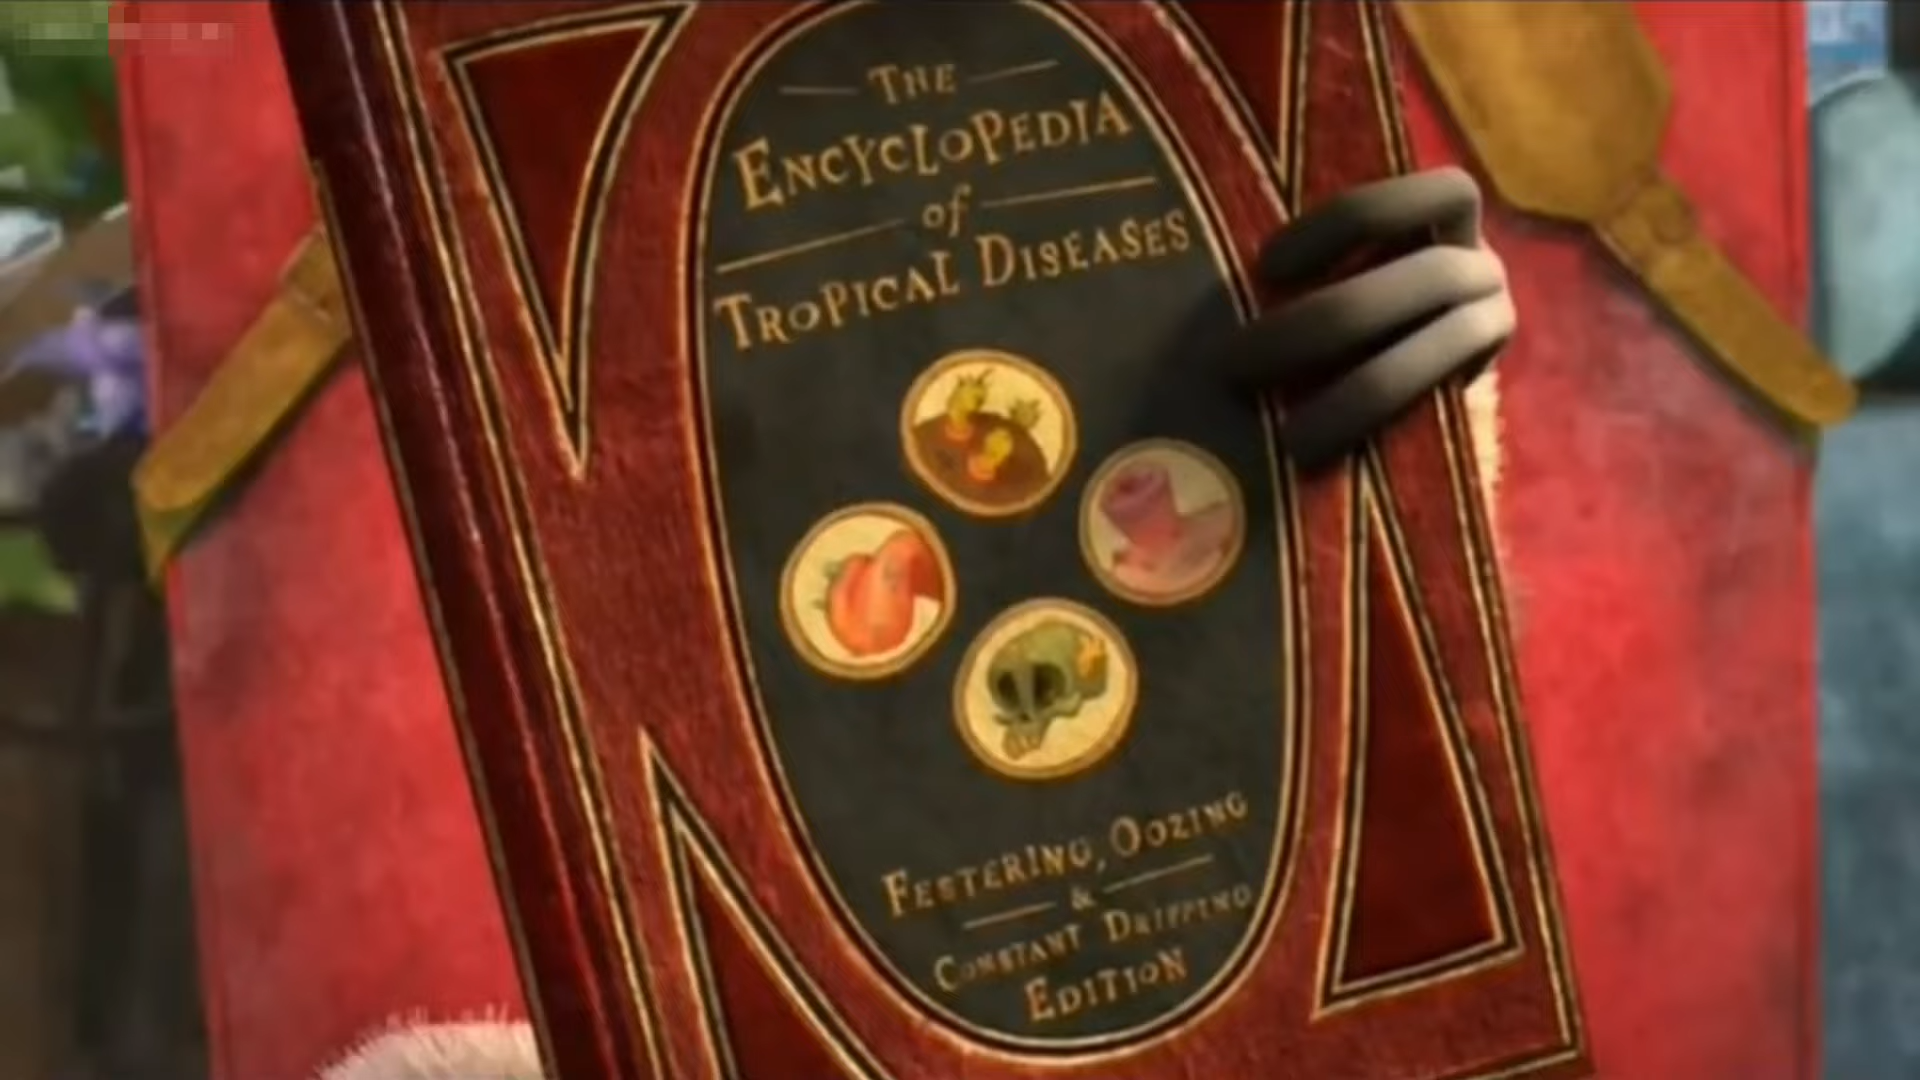 THE
ENCYCLOPEDIA
of
TROPICAL DISEASES
FESTERING, OOZING
&
CONSTANT DRIPPING
EDITION